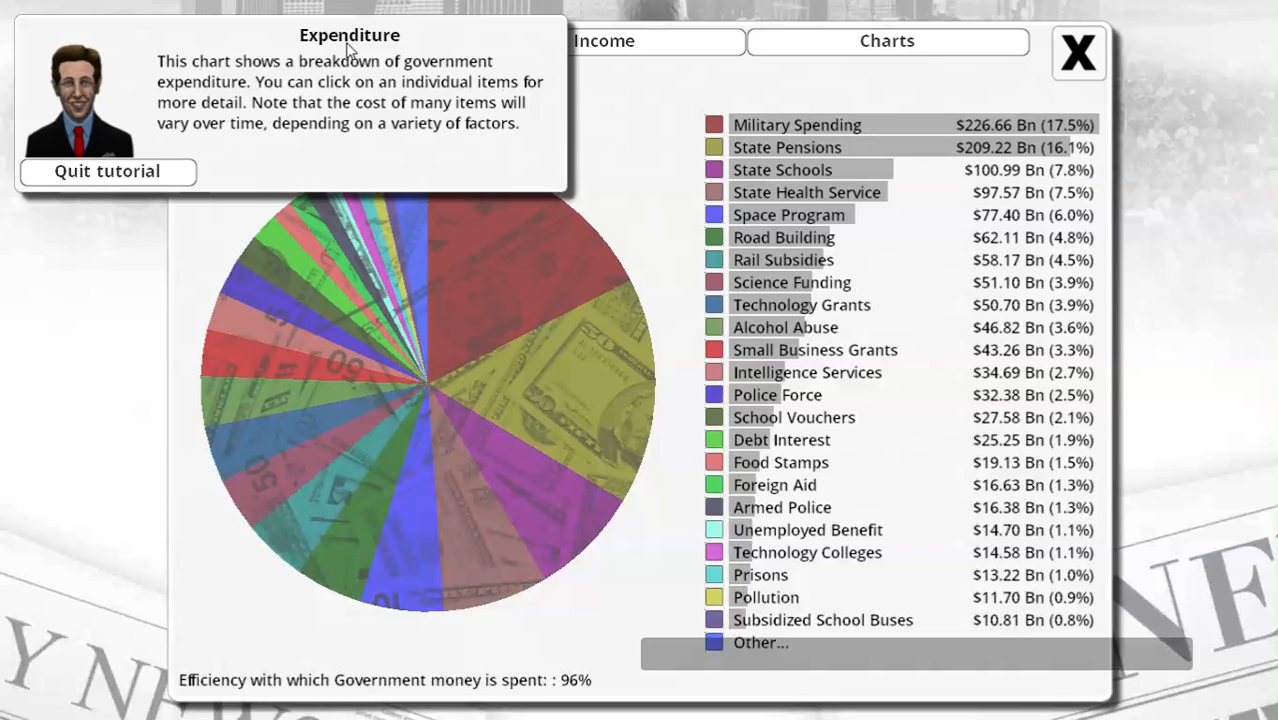 Expenditure
This chart shows a breakdown of government
expenditure. You can click on an individual items for
more detail. Note that the cost of many items will
vary over time, depending on a variety of factors.
Quit tutorial
Income
Charts
X
Military Spending $226.66 Bn (17.5%)
State Pensions $209.22 Bn (16.1%)
State Schools $100.99 Bn (7.8%)
State Health Service $97.57 Bn (7.5%)
Space Program $77.40 Bn (6.0%)
Road Building $62.11 Bn (4.8%)
Rail Subsidies $58.17 Bn (4.5%)
Science Funding $51.10 Bn (3.9%)
Technology Grants $50.70 Bn (3.9%)
Alcohol Abuse $46.82 Bn (3.6%)
Small Business Grants $43.26 Bn (3.3%)
Intelligence Services $34.69 Bn (2.7%)
Police Force $32.38 Bn (2.5%)
School Vouchers $27.58 Bn (2.1%)
Debt Interest $25.25 Bn (1.9%)
Food Stamps $19.13 Bn (1.5%)
Foreign Aid $16.63 Bn (1.3%)
Armed Police $16.38 Bn (1.3%)
Unemployed Benefit $14.70 Bn (1.1%)
Technology Colleges $14.58 Bn (1.1%)
Prisons $13.22 Bn (1.0%)
Pollution $11.70 Bn (0.9%)
Subsidized School Buses $10.81 Bn (0.8%)
Other...
Efficiency with which Government money is spent: : 96%